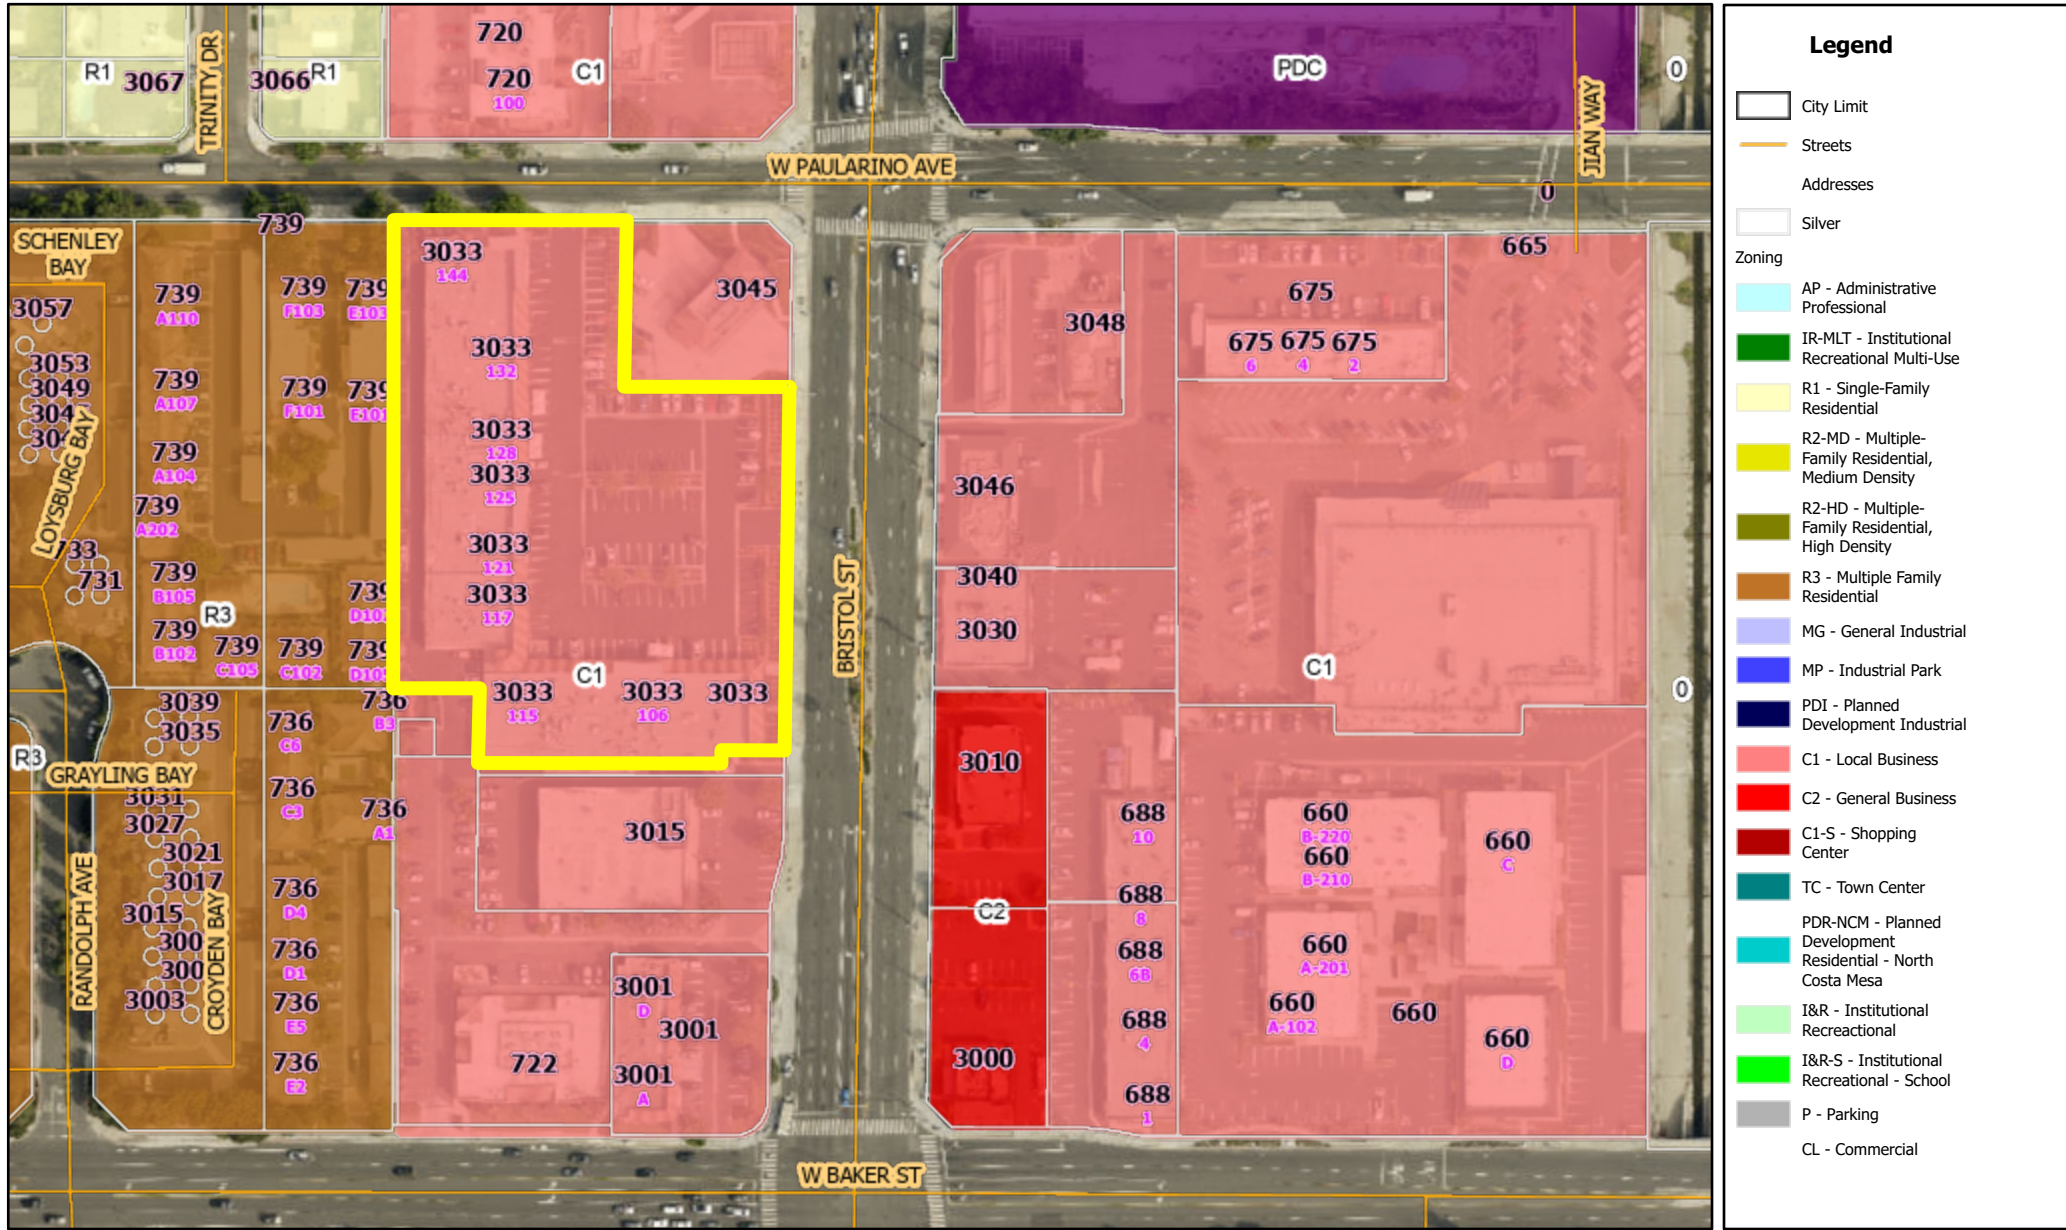 720
720
100
C1
R1
3067
TRINITY DR
3066
R1
PDC
0
JIAN WAY
W PAULARINO AVE
0
739
SCHENLEY
BAY
3057
739
A110
739
F103
739
E103
3033
144
3045
3048
675
675
6
675
4
675
2
665
3053
3049
739
A107
739
F101
739
E101
3033
132
LOYSBURG BAY
739
A104
739
A202
3033
128
3033
125
3046
731
739
B105
R3
739
B102
739
C105
739
C102
739
3033
121
3033
117
BRISTOL ST
3040
3030
C1
C1
0
3033
115
3033
106
3033
3039
3035
736
C6
736
B3
R3
GRAYLING BAY
3031
3027
3021
3017
3015
300
300
3003
RANDOLPH AVE
CROYDEN BAY
736
C3
736
A1
736
D4
736
D1
736
E5
736
E2
3015
722
3001
D
3001
3001
A
3010
C2
3000
688
10
688
8
688
6B
688
4
688
1
660
B-220
660
B-210
660
C
660
A-201
660
A-102
660
660
D
W BAKER ST
Legend
City Limit
Streets
Addresses
Silver
Zoning
AP - Administrative
Professional
IR-MLT - Institutional
Recreational Multi-Use
R1 - Single-Family
Residential
R2-MD - Multiple-
Family Residential,
Medium Density
R2-HD - Multiple-
Family Residential,
High Density
R3 - Multiple Family
Residential
MG - General Industrial
MP - Industrial Park
PDI - Planned
Development Industrial
C1 - Local Business
C2 - General Business
C1-S - Shopping
Center
TC - Town Center
PDR-NCM - Planned
Development
Residential - North
Costa Mesa
I&R - Institutional
Recreactional
I&R-S - Institutional
Recreational - School
P - Parking
CL - Commercial